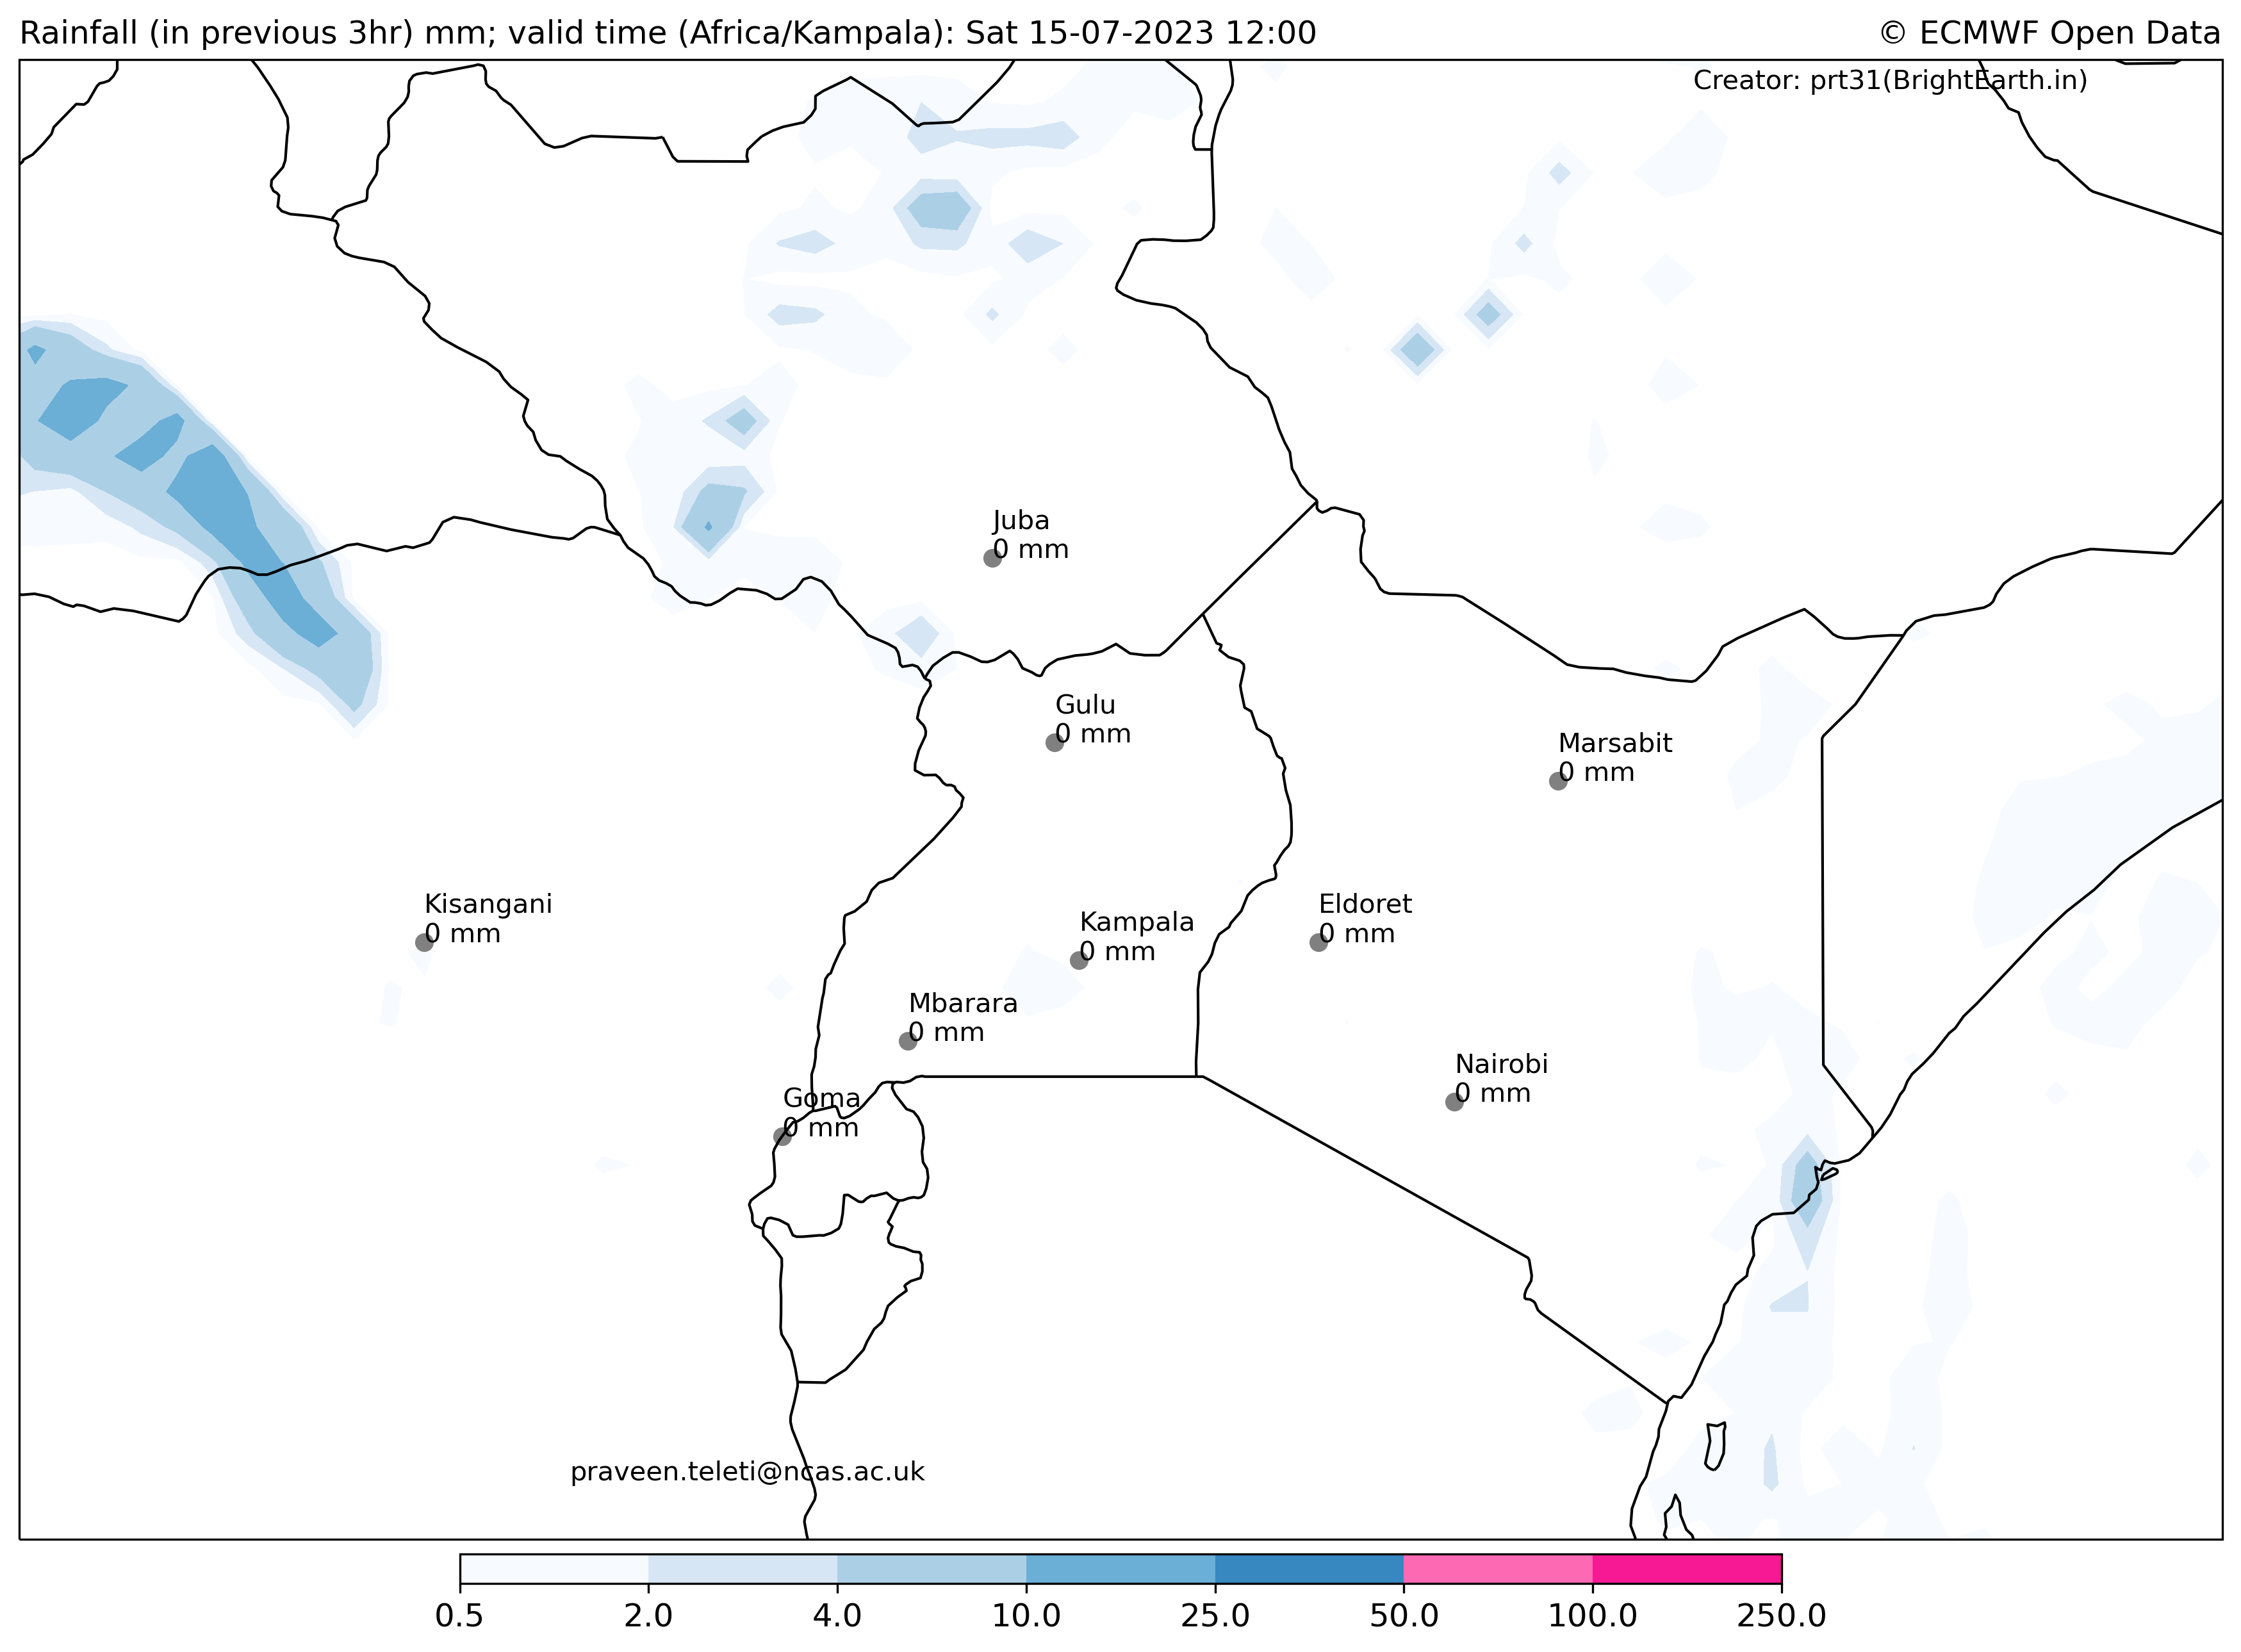 Rainfall (in previous 3hr) mm; valid time (Africa/Kampala): Sat 15-07-2023 12:00
© ECMWF Open Data
Creator: prt31(BrightEarth.in)
Juba
0 mm
Gulu
0 mm
Marsabit
0 mm
Kisangani
0 mm
Kampala
0 mm
Eldoret
0 mm
Mbarara
0 mm
Nairobi
0 mm
Goma
0 mm
praveen.teleti@ncas.ac.uk
0.5 2.0 4.0 10.0 25.0 50.0 100.0 250.0